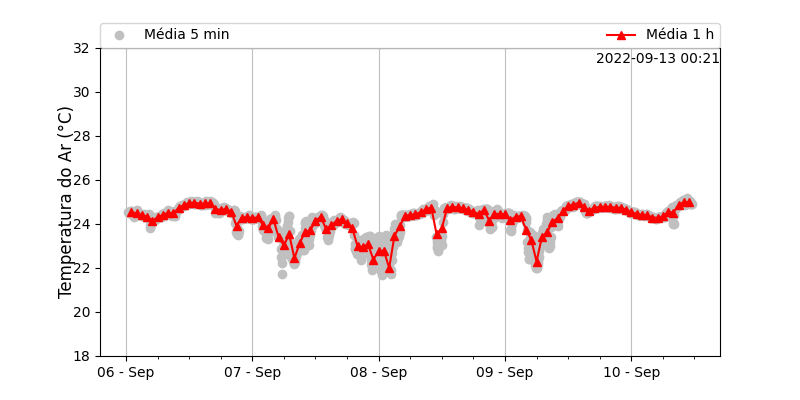 Média 5 min
Média 1 h
2022-09-13 00:21
Temperatura do Ar (°C)
32
30
28
26
24
22
20
18
06 - Sep
07 - Sep
08 - Sep
09 - Sep
10 - Sep